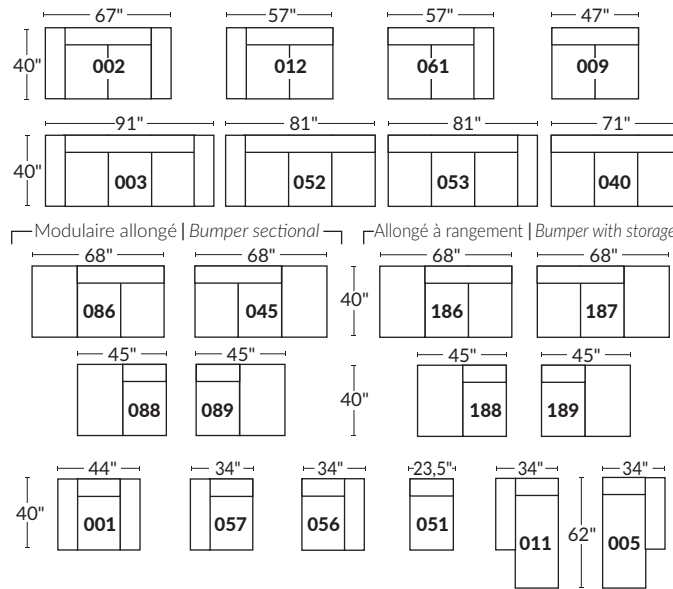 67" 57" 57" 47"
40" 002 012 061 009
91" 81" 81" 71"
40" 003 052 053 040
Modulaire allongé | Bumper sectional Allongé à rangement | Bumper with storage
68" 68" 68" 68"
086 045 40" 186 187
45" 45" 45" 45"
088 089 40" 188 189
44" 34" 34" 23,5" 34" 34"
40" 001 057 056 051 011 62" 005